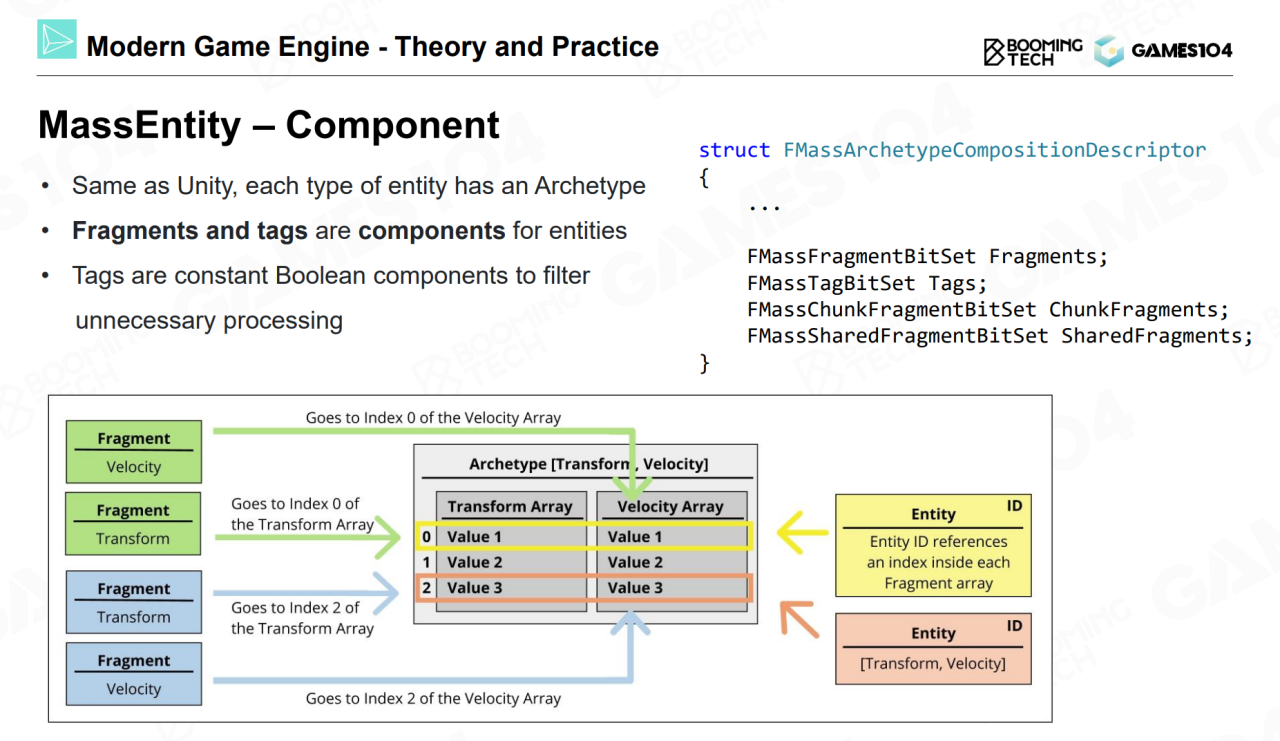 Modern Game Engine - Theory and Practice
BOOMING
TECH
GAMES104
MassEntity – Component
• Same as Unity, each type of entity has an Archetype
• Fragments and tags are components for entities
• Tags are constant Boolean components to filter
unnecessary processing
struct FMassArchetypeCompositionDescriptor
{
...
FMassFragmentBitSet Fragments;
FMassTagBitSet Tags;
FMassChunkFragmentBitSet ChunkFragments;
FMassSharedFragmentBitSet SharedFragments;
}
Fragment
Velocity
Fragment
Transform
Fragment
Transform
Fragment
Velocity
Goes to Index 0 of the Velocity Array
Goes to Index 0 of
the Transform Array
Goes to Index 2 of
the Transform Array
Goes to Index 2 of the Velocity Array
Archetype [Transform, Velocity]
Transform Array Velocity Array
0 Value 1 Value 1
1 Value 2 Value 2
2 Value 3 Value 3
ID
Entity
Entity ID references
an index inside each
Fragment array
ID
Entity
[Transform, Velocity]